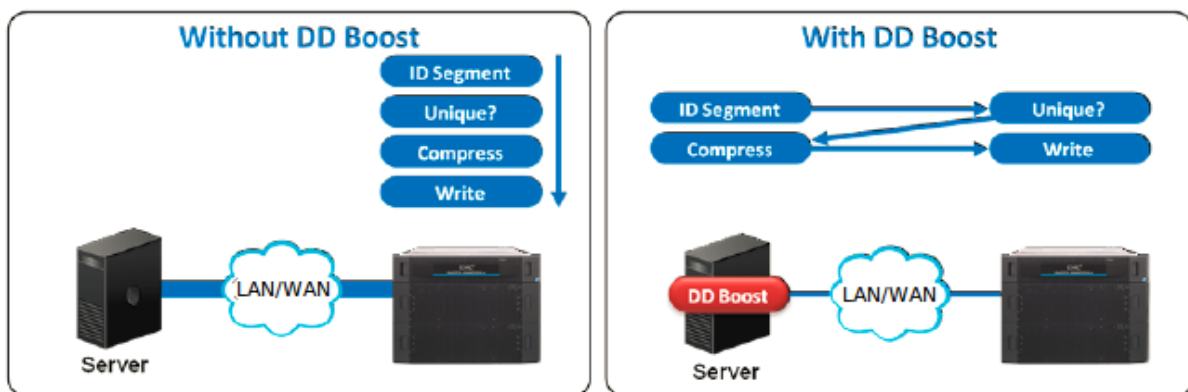 Without DD Boost
ID Segment
Unique?
Compress
Write
LAN/WAN
Server
With DD Boost
ID Segment
Unique?
Compress
Write
DD Boost
LAN/WAN
Server